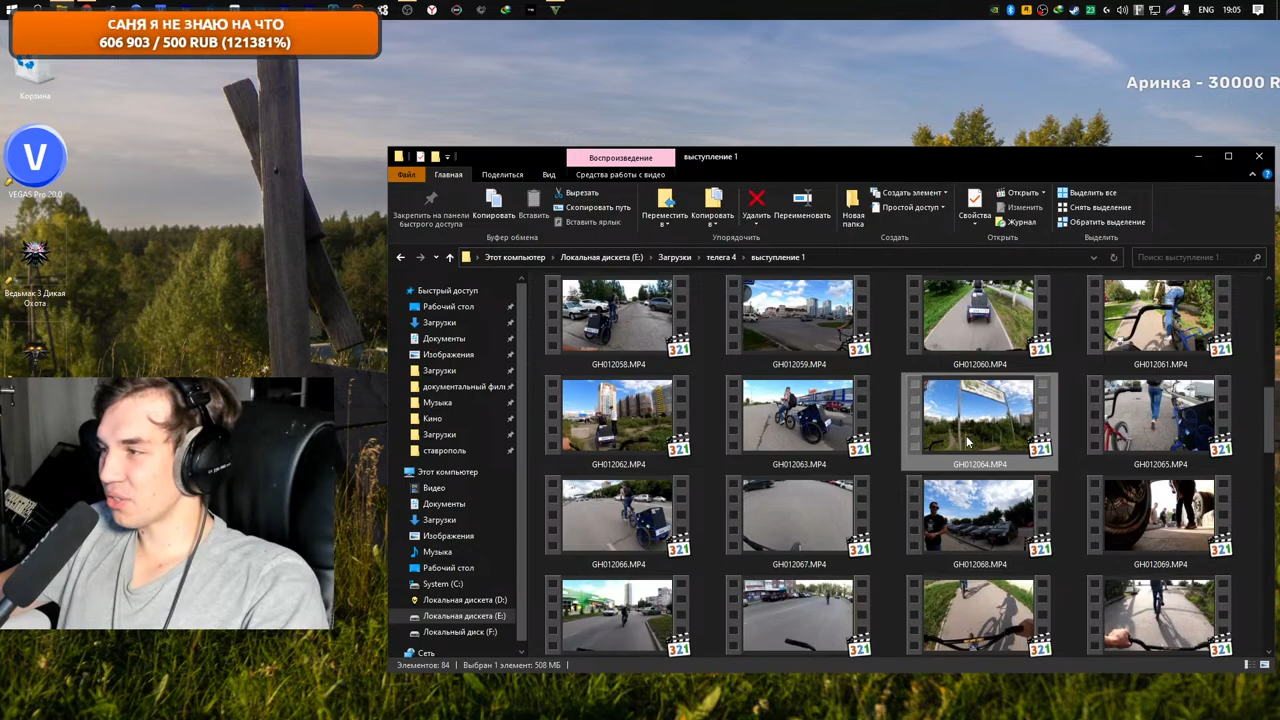 ENG 19:05
САНЯ Я НЕ ЗНАЮ НА ЧТО
606 903 / 500 RUB (121381%)
Аринка - 30000 R
Корзина
V
VEGAS Pro 20.0
Ведьмак 3 Дикая Охота
Воспроизведение выступление 1
Файл Главная Поделиться Вид Средства работы с видео
Закрепить на панели быстрого доступа
Копировать
Вставить
Вырезать
Скопировать путь
Вставить ярлык
Переместить в
Копировать в
Удалить
Переименовать
Новая папка
Создать элемент
Простой доступ
Свойства
Открыть
Изменить
Журнал
Выделить все
Снять выделение
Обратить выделение
Буфер обмена Упорядочить Создать Открыть Выделить
Этот компьютер Локальная дискета (E:) Загрузки телега 4 выступление 1
Поиск: выступление 1
Быстрый доступ
Рабочий стол
Загрузки
Документы
Изображения
Загрузки
документальный фил
Музыка
Кино
Загрузки
ставрополь
Этот компьютер
Видео
Документы
Загрузки
Изображения
Музыка
Рабочий стол
System (C:)
Локальная дискета (D:)
Локальная дискета (E:)
Локальный диск (F:)
Сеть
GH012058.MP4 GH012059.MP4 GH012060.MP4 GH012061.MP4
GH012062.MP4 GH012063.MP4 GH012064.MP4 GH012065.MP4
GH012066.MP4 GH012067.MP4 GH012068.MP4 GH012069.MP4
Элементов: 84 Выбран 1 элемент: 508 МБ